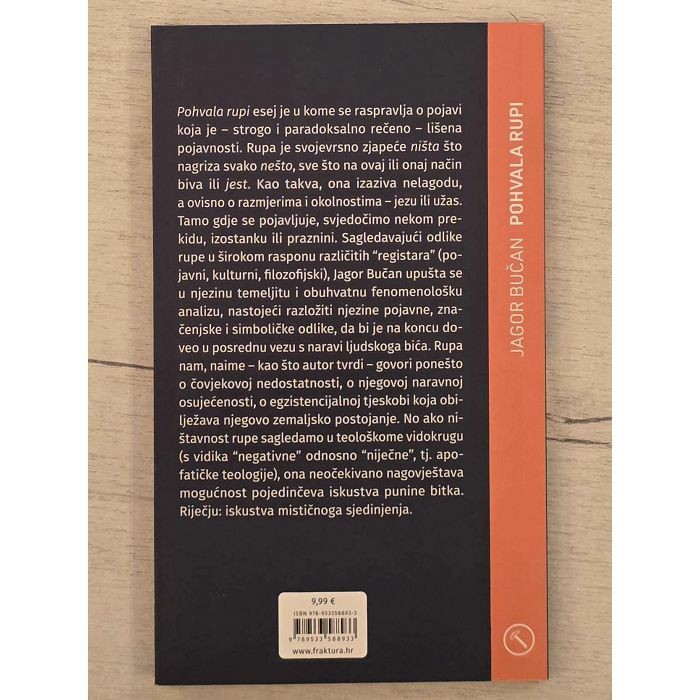 Pohvala rupi esej je u kome se raspravlja o pojavi
koja je – strogo i paradoksalno rečeno – lišena
pojavnosti. Rupa je svojevrsno zjapeće ništa što
nagriza svako nešto, sve što na ovaj ili onaj način
biva ili jest. Kao takva, ona izaziva nelagodu,
a ovisno o razmjerima i okolnostima – jezu ili užas.
Tamo gdje se pojavljuje, svjedočimo nekom pre-
kidu, izostanku ili praznini. Sagledavajući odlike
rupe u širokom rasponu različitih “registara” (po-
javni, kulturni, filozofijski), Jagor Bučan upušta se
u njezinu temeljitu i obuhvatnu fenomenološku
analizu, nastojeći razložiti njezine pojavne, zna-
čenjske i simboličke odlike, da bi je na koncu do-
veo u posrednu vezu s naravi ljudskoga bića. Rupa
nam, naime – kao što autor tvrdi – govori ponešto
o čovjekovoj nedostatnosti, o njegovoj naravnoj
osujećenosti, o egzistencijalnoj tjeskobi koja obi-
lježava njegovo zemaljsko postojanje. No ako ni-
štavnost rupe sagledamo u teološkome vidokrugu
(s vidika “negativne” odnosno “niječne”, tj. apo-
fatičke teologije), ona neočekivano nagovještava
mogućnost pojedinčeva iskustva punine bitka.
Riječju: iskustva mističnoga sjedinjenja.
9,99 €
ISBN 978-953358893-3
9 789533 588933
www.fraktura.hr
JAGOR BUČAN POHVALA RUPI